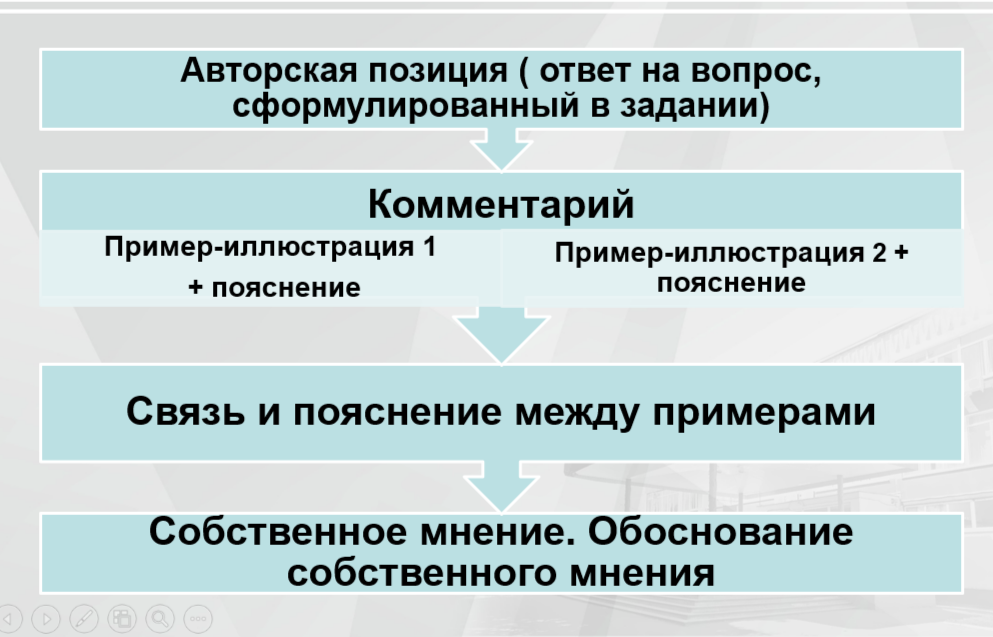 Авторская позиция ( ответ на вопрос,
сформулированный в задании)
Комментарий
Пример-иллюстрация 1
+ пояснение
Пример-иллюстрация 2 +
пояснение
Связь и пояснение между примерами
Собственное мнение. Обоснование
собственного мнения